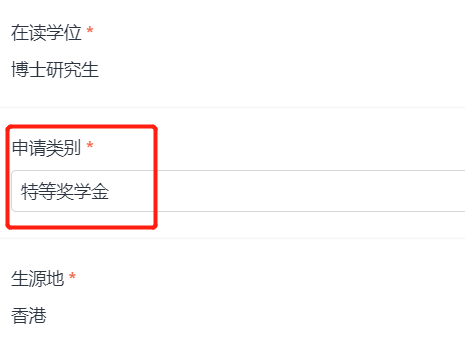 在读学位 *
博士研究生
申请类别 *
特等奖学金
生源地 *
香港